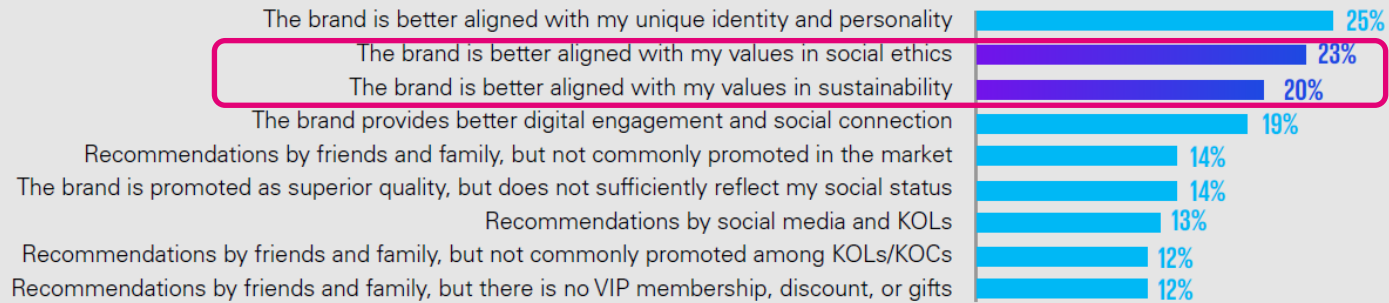 The brand is better aligned with my unique identity and personality 25%
The brand is better aligned with my values in social ethics 23%
The brand is better aligned with my values in sustainability 20%
The brand provides better digital engagement and social connection 19%
Recommendations by friends and family, but not commonly promoted in the market 14%
The brand is promoted as superior quality, but does not sufficiently reflect my social status 14%
Recommendations by social media and KOLs 13%
Recommendations by friends and family, but not commonly promoted among KOLs/KOCs 12%
Recommendations by friends and family, but there is no VIP membership, discount, or gifts 12%